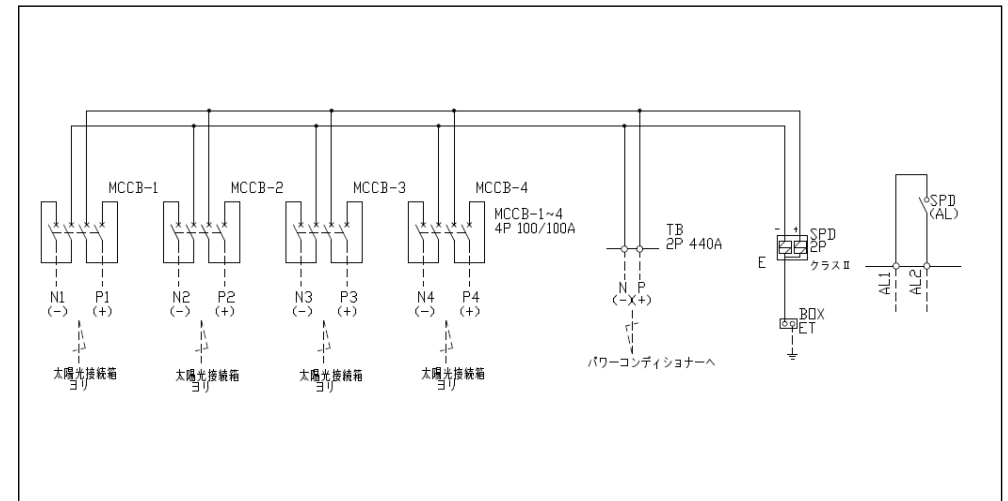 MCCB-1
MCCB-2
MCCB-3
MCCB-4
MCCB-1~4
4P 100/100A
TB
2P 440A
- +
SPD
2P
クラスⅡ
E
SPD
(AL)
AL1
AL2
N1
(-)
P1
(+)
N2
(-)
P2
(+)
N3
(-)
P3
(+)
N4
(-)
P4
(+)
N P
(-)(+)
BOX
ET
太陽光接続箱
ヨリ
太陽光接続箱
ヨリ
太陽光接続箱
ヨリ
太陽光接続箱
ヨリ
パワーコンディショナーへ